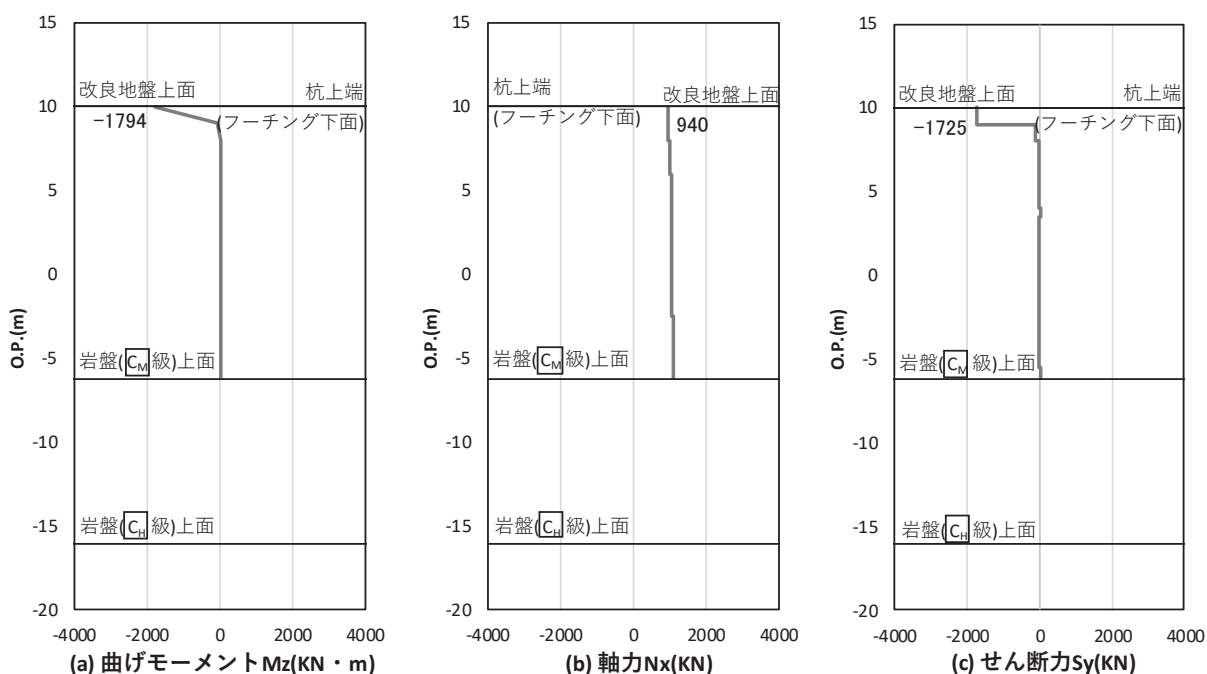 15
10
5
0
-5
-10
-15
-20
O.P.(m)
改良地盤上面
杭上端
-1794
(フーチング下面)
岩盤(CM級)上面
岩盤(CH級)上面
-4000 -2000 0 2000 4000
(a) 曲げモーメントMz(KN・m)
15
10
5
0
-5
-10
-15
-20
O.P.(m)
杭上端
改良地盤上面
(フーチング下面)
940
岩盤(CM級)上面
岩盤(CH級)上面
-4000 -2000 0 2000 4000
(b) 軸力Nx(KN)
15
10
5
0
-5
-10
-15
-20
O.P.(m)
改良地盤上面
杭上端
-1725
(フーチング下面)
岩盤(CM級)上面
岩盤(CH級)上面
-4000 -2000 0 2000 4000
(c) せん断力Sy(KN)